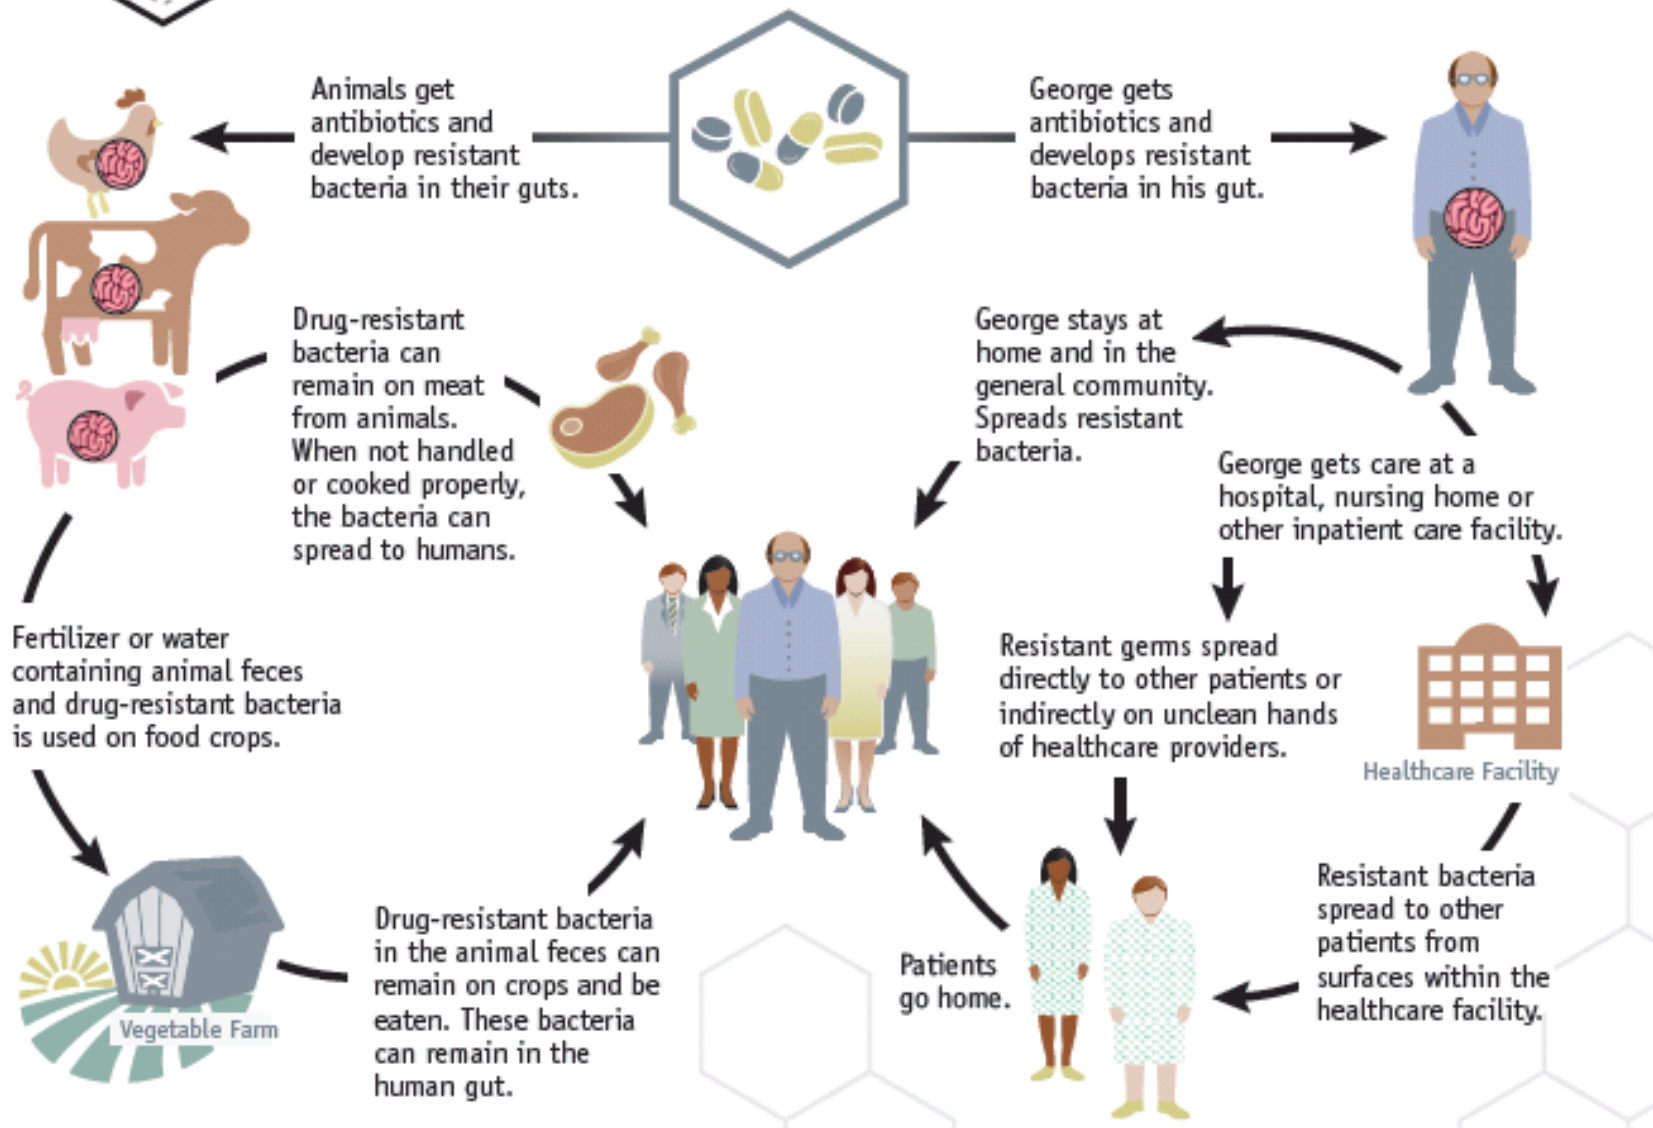 Animals get
antibiotics and
develop resistant
bacteria in their guts.
George gets
antibiotics and
develops resistant
bacteria in his gut.
Drug-resistant
bacteria can
remain on meat
from animals.
When not handled
or cooked properly,
the bacteria can
spread to humans.
George stays at
home and in the
general community.
Spreads resistant
bacteria.
George gets care at a
hospital, nursing home or
other inpatient care facility.
Fertilizer or water
containing animal feces
and drug-resistant bacteria
is used on food crops.
Resistant germs spread
directly to other patients or
indirectly on unclean hands
of healthcare providers.
Healthcare Facility
Vegetable Farm
Drug-resistant bacteria
in the animal feces can
remain on crops and be
eaten. These bacteria
can remain in the
human gut.
Patients
go home.
Resistant bacteria
spread to other
patients from
surfaces within the
healthcare facility.